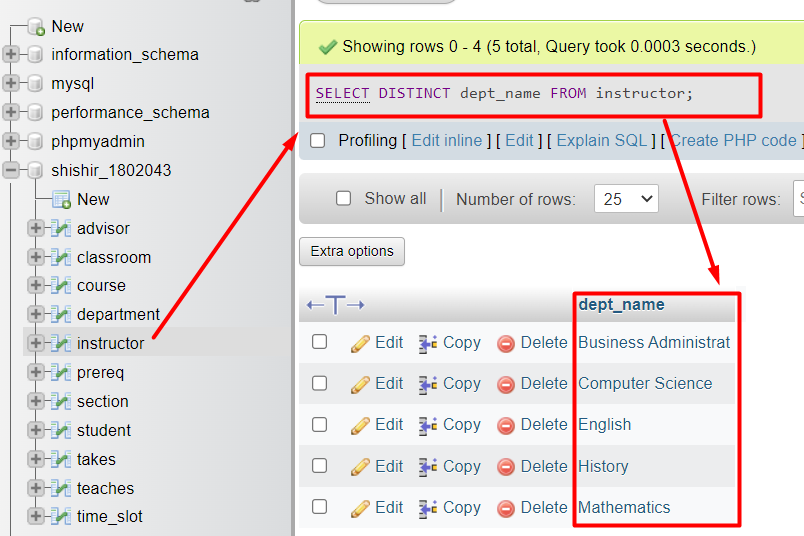 New
information_schema
mysql
performance_schema
phpmyadmin
shishir_1802043
New
advisor
classroom
course
department
instructor
prereq
section
student
takes
teaches
time_slot
Showing rows 0 - 4 (5 total, Query took 0.0003 seconds.)
SELECT DISTINCT dept_name FROM instructor;
Profiling [ Edit inline ] [ Edit ] [ Explain SQL ] [ Create PHP code ]
Show all Number of rows: 25 Filter rows:
Extra options
dept_name
Edit Copy Delete Business Administrat
Edit Copy Delete Computer Science
Edit Copy Delete English
Edit Copy Delete History
Edit Copy Delete Mathematics